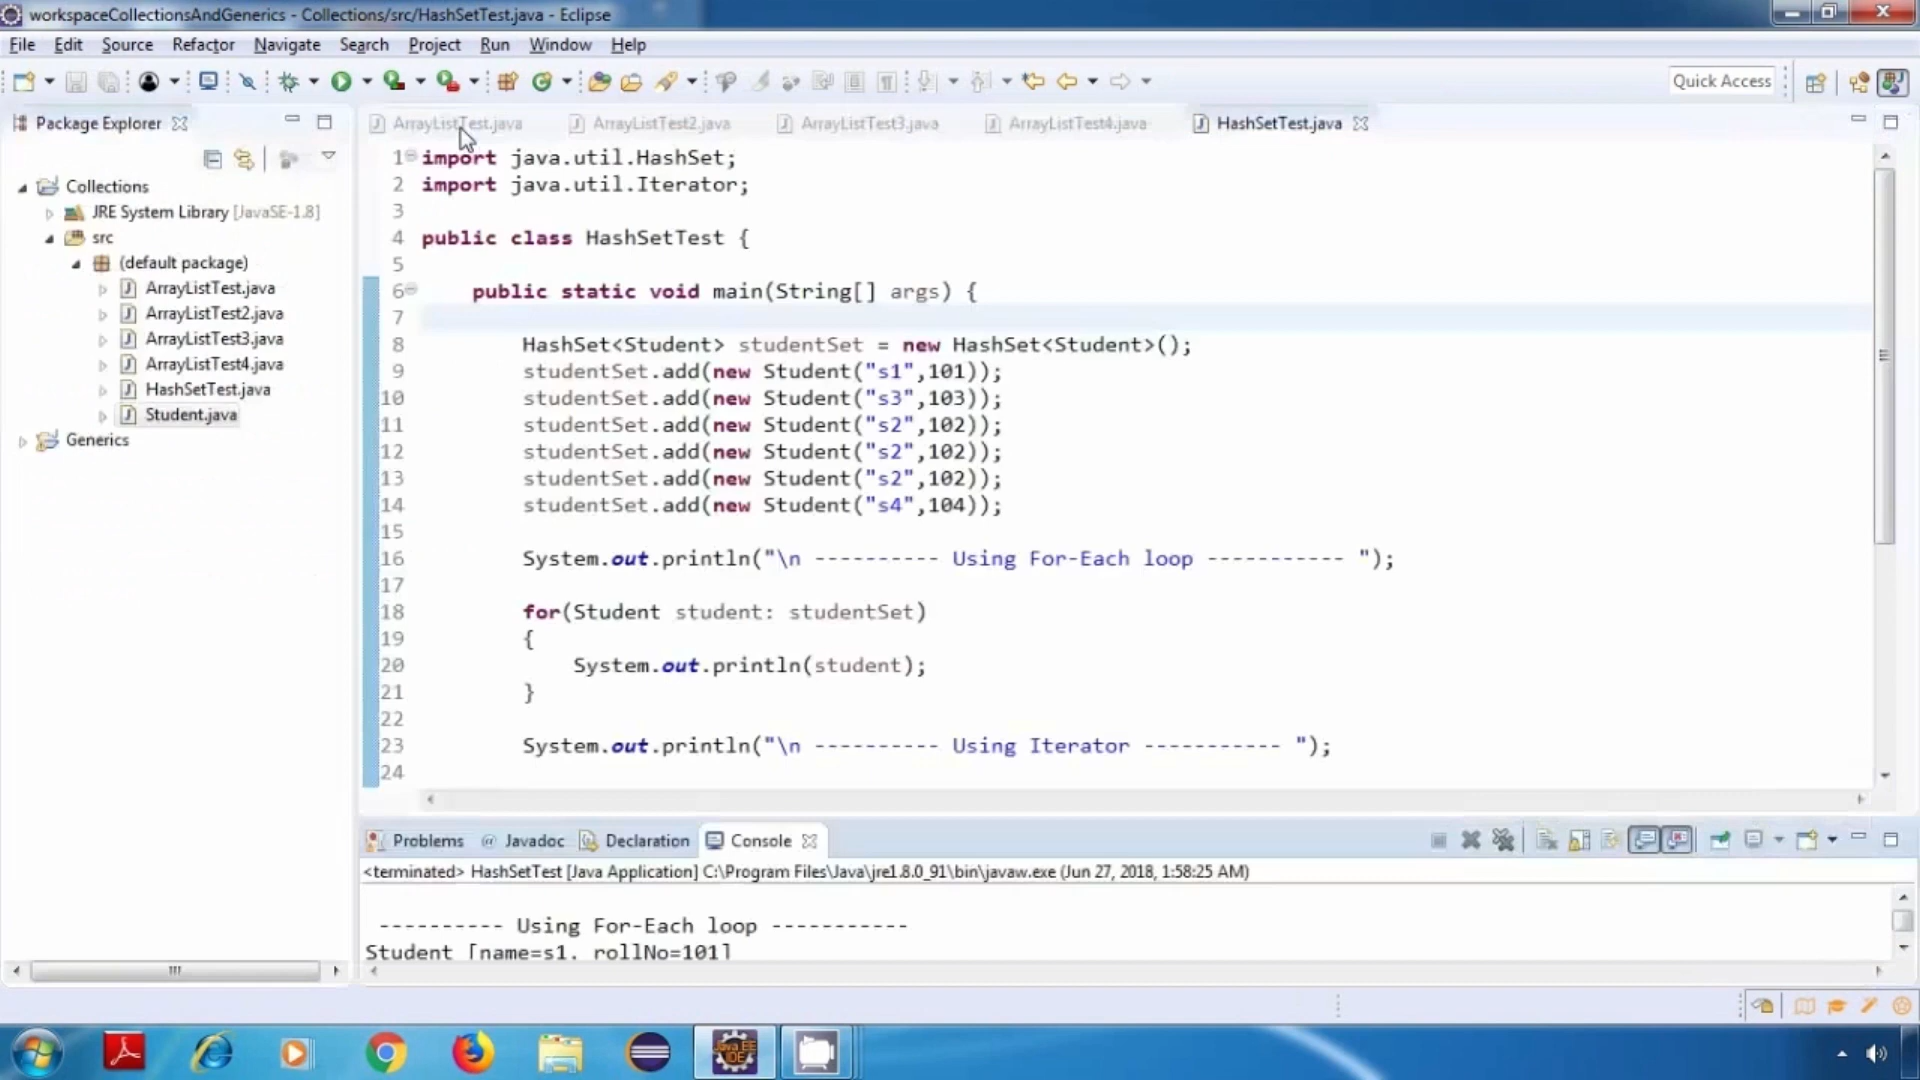 workspaceCollectionsAndGenerics - Collections/src/HashSetTest.java - Eclipse
File Edit Source Refactor Navigate Search Project Run Window Help
Quick Access
Package Explorer
Collections
JRE System Library [JavaSE-1.8]
src
(default package)
ArrayListTest.java
ArrayListTest2.java
ArrayListTest3.java
ArrayListTest4.java
HashSetTest.java
Student.java
Generics
ArrayListTest.java ArrayListTest2.java ArrayListTest3.java ArrayListTest4.java HashSetTest.java
1 import java.util.HashSet;
2 import java.util.Iterator;
3
4 public class HashSetTest {
5
6 public static void main(String[] args) {
7
8 HashSet<Student> studentSet = new HashSet<Student>();
9 studentSet.add(new Student("s1",101));
10 studentSet.add(new Student("s3",103));
11 studentSet.add(new Student("s2",102));
12 studentSet.add(new Student("s2",102));
13 studentSet.add(new Student("s2",102));
14 studentSet.add(new Student("s4",104));
15
16 System.out.println("\n ---------- Using For-Each loop ----------- ");
17
18 for(Student student: studentSet)
19 {
20 System.out.println(student);
21 }
22
23 System.out.println("\n ---------- Using Iterator ----------- ");
24
Problems @ Javadoc Declaration Console
<terminated> HashSetTest [Java Application] C:\Program Files\Java\jre1.8.0_91\bin\javaw.exe (Jun 27, 2018, 1:58:25 AM)
---------- Using For-Each loop -----------
Student [name=s1, rollNo=101]
Java EE
IDE